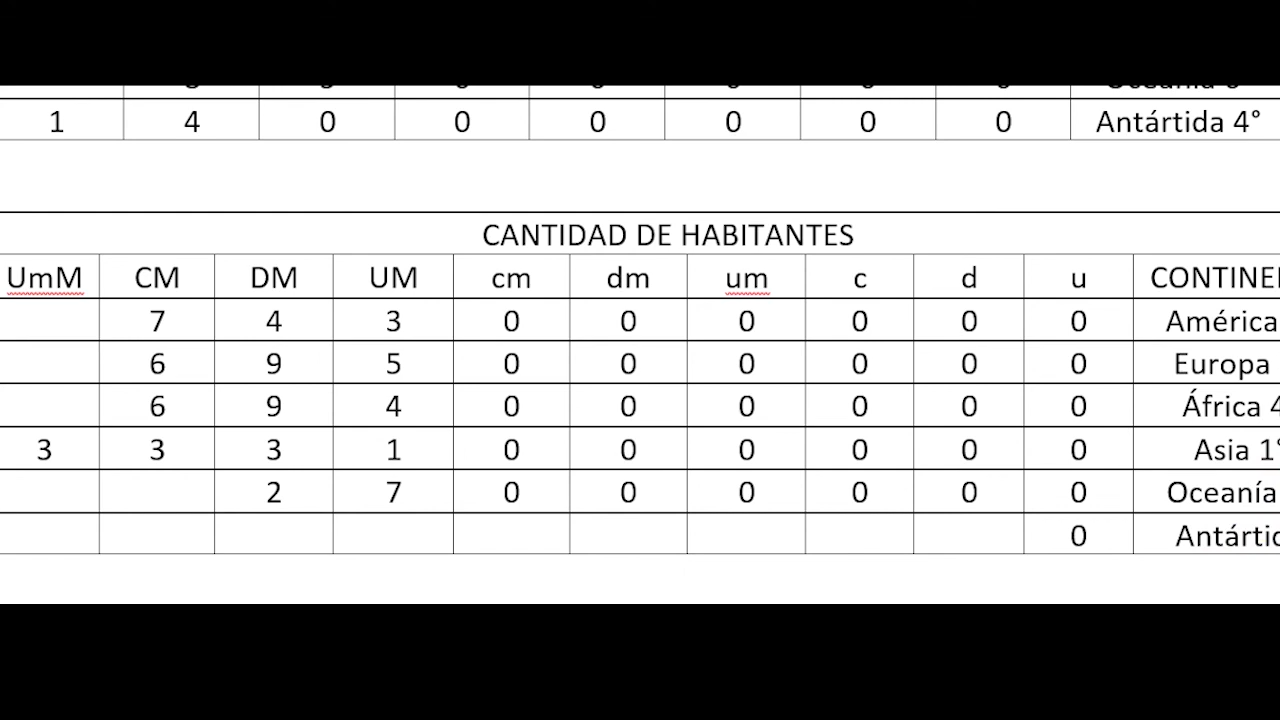 1 4 0 0 0 0 0 0 Antártida 4°
CANTIDAD DE HABITANTES
UmM CM DM UM cm dm um c d u
7 4 3 0 0 0 0 0 0 América
6 9 5 0 0 0 0 0 0 Europa
6 9 4 0 0 0 0 0 0 África 4
3 3 3 1 0 0 0 0 0 0 Asia 1°
2 7 0 0 0 0 0 0 Oceanía
0